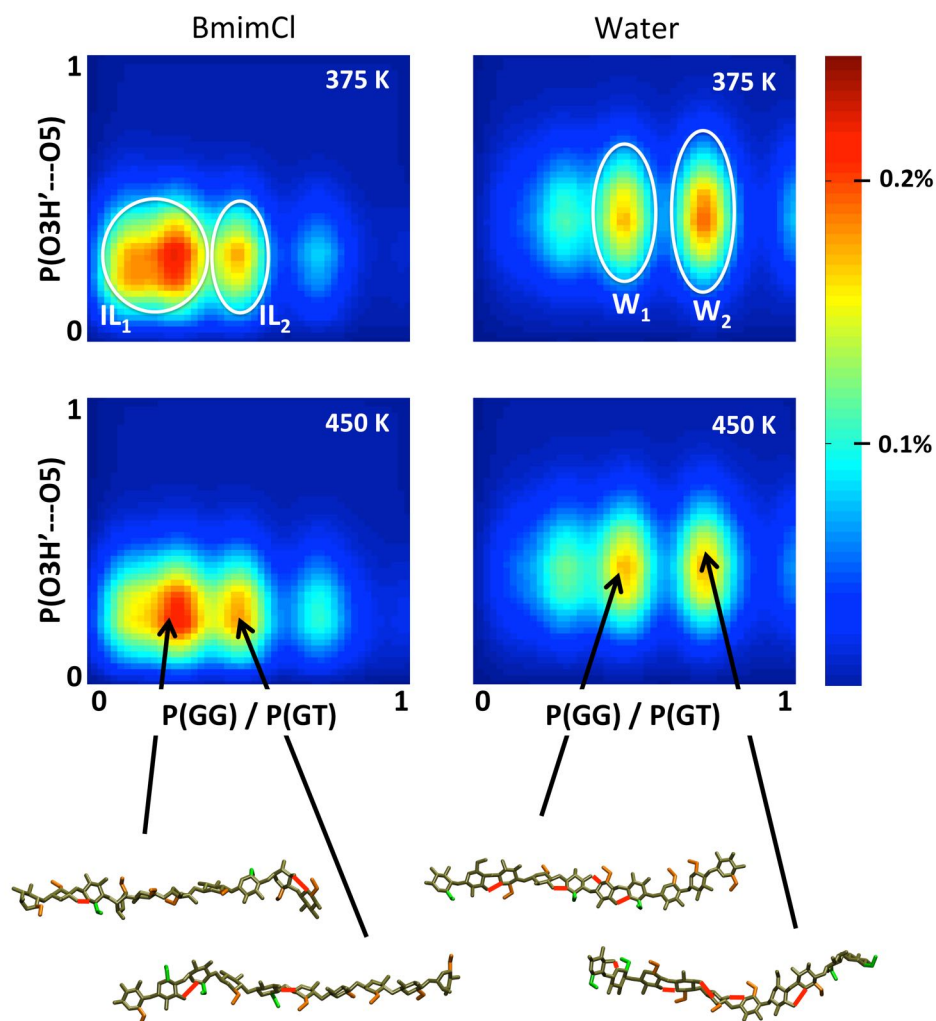 BmimCl
Water
1
375 K
375 K
P(O3H'---O5)
0.2%
0
IL1
IL2
W1
W2
1
450 K
450 K
0.1%
P(O3H'---O5)
0
0
1
0
1
P(GG) / P(GT)
P(GG) / P(GT)